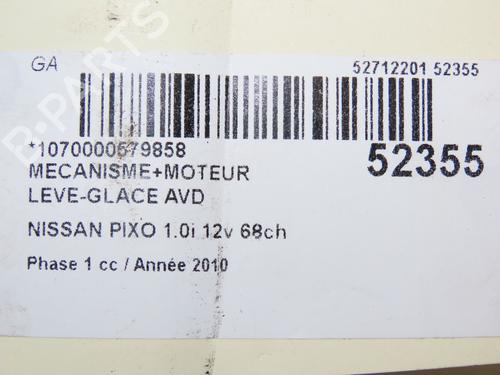 GA
52712201 52355
*1070000579858
52355
MECANISME+MOTEUR
LEVE-GLACE AVD
NISSAN PIXO 1.0i 12v 68ch
Phase 1 cc / Année 2010
B-PARTS